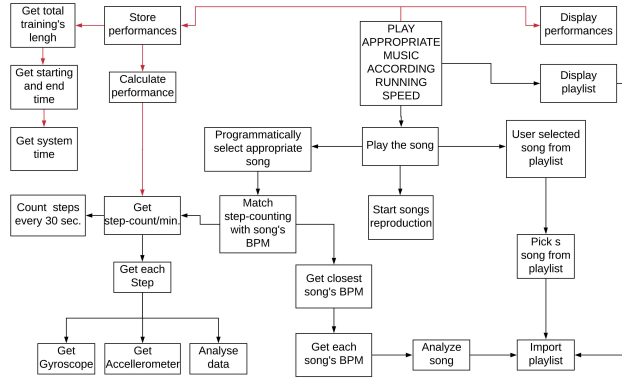 Get total
training's
lengh
Store
performances
PLAY
APPROPRIATE
MUSIC
ACCORDING
RUNNING
SPEED
Display
performances
Get starting
and end
time
Calculate
performance
Display
playlist
Get system
time
Programmatically
select appropriate
song
Play the song
User selected
song from
playlist
Count steps
every 30 sec.
Get
step-count/min.
Match
step-counting
with song's
BPM
Start songs
reproduction
Pick s
song from
playlist
Get each
Step
Get closest
song's BPM
Get
Gyroscope
Get
Accellerometer
Analyse
data
Get each
song's BPM
Analyze
song
Import
playlist